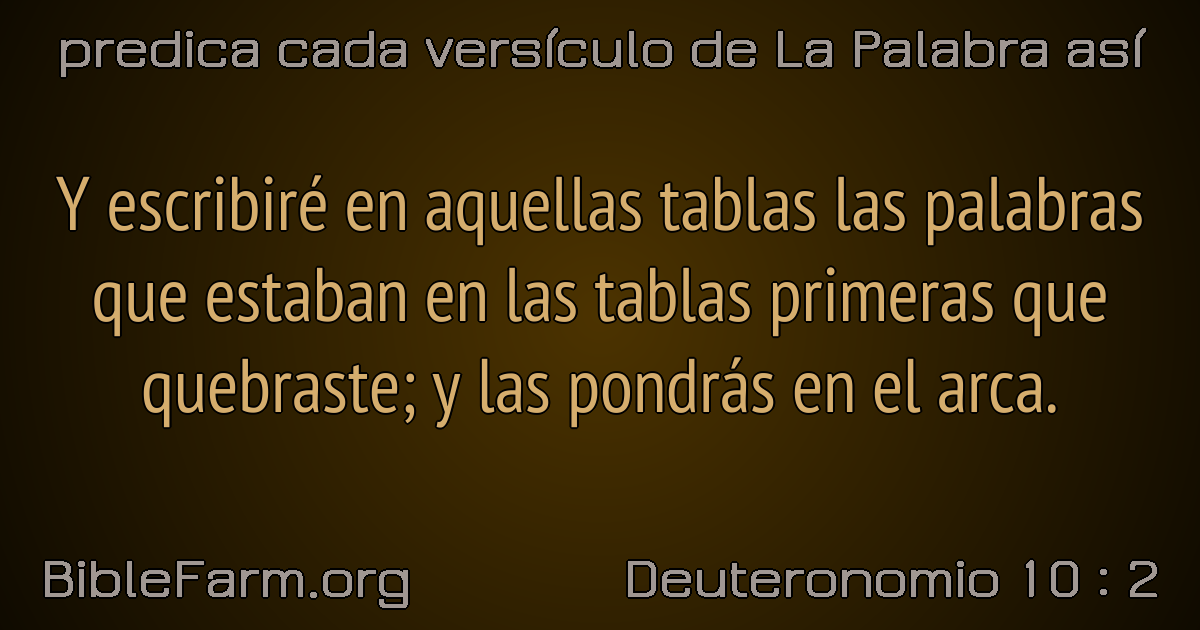 predica cada versículo de La Palabra así
Y escribiré en aquellas tablas las palabras
que estaban en las tablas primeras que
quebraste; y las pondrás en el arca.
BibleFarm.org
Deuteronomio 10 : 2